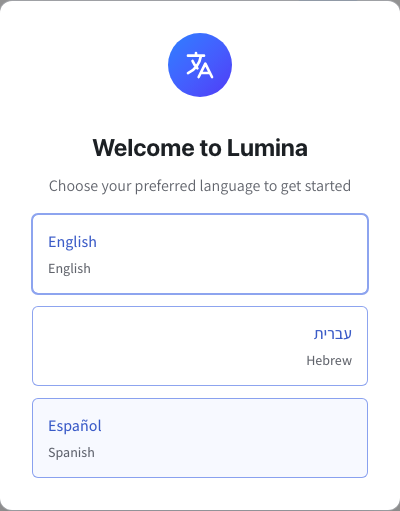 Welcome to Lumina
Choose your preferred language to get started
English
English
עברית
Hebrew
Español
Spanish